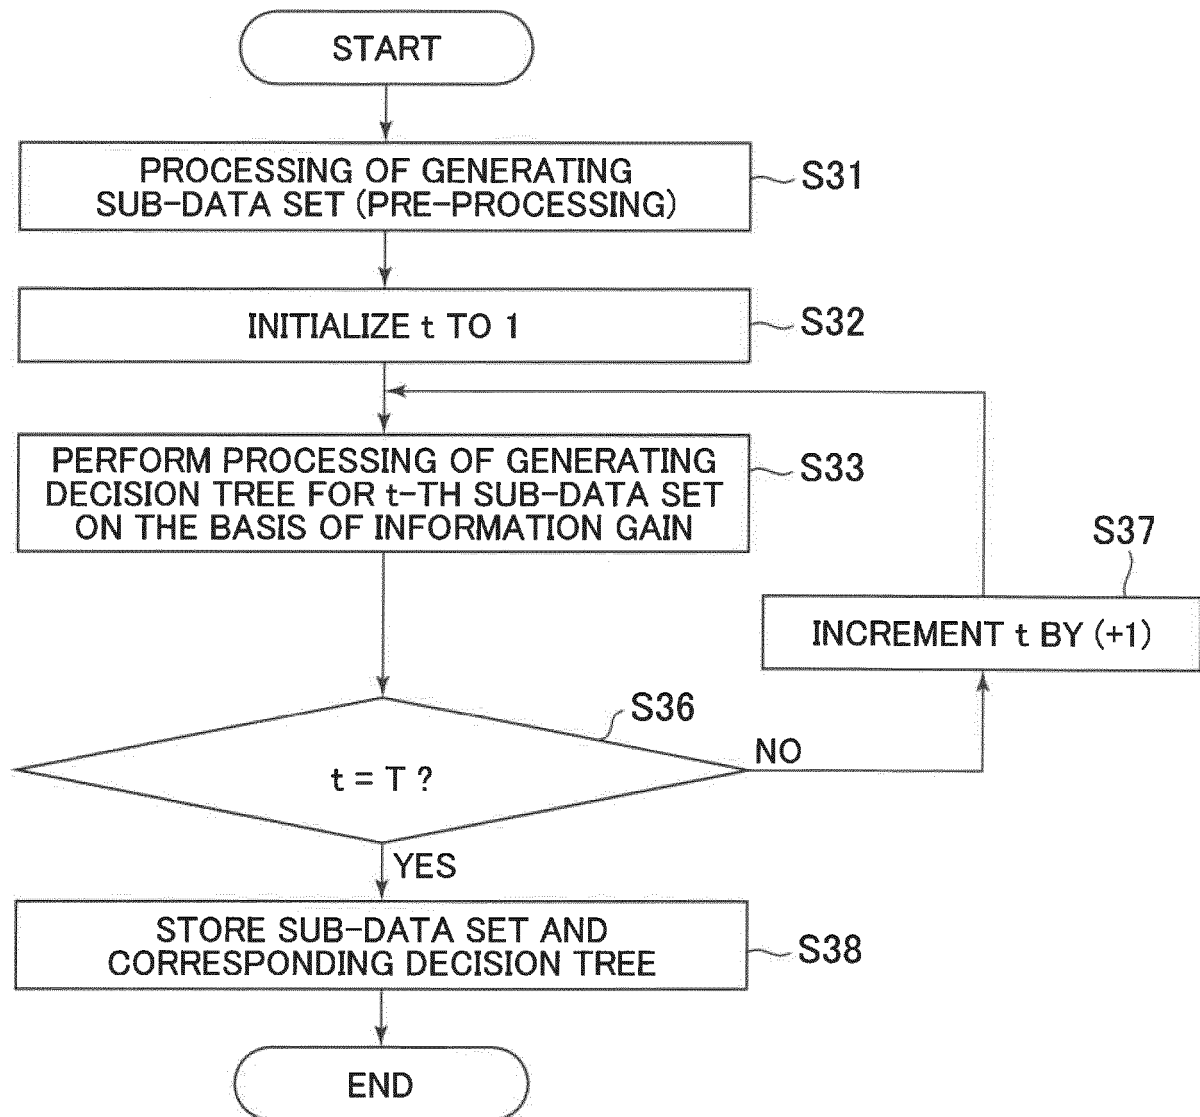 START
PROCESSING OF GENERATING
SUB-DATA SET (PRE-PROCESSING)
S31
INITIALIZE t TO 1
S32
PERFORM PROCESSING OF GENERATING
DECISION TREE FOR t-TH SUB-DATA SET
ON THE BASIS OF INFORMATION GAIN
S33
S37
INCREMENT t BY (+1)
S36
t = T ?
NO
YES
STORE SUB-DATA SET AND
CORRESPONDING DECISION TREE
S38
END